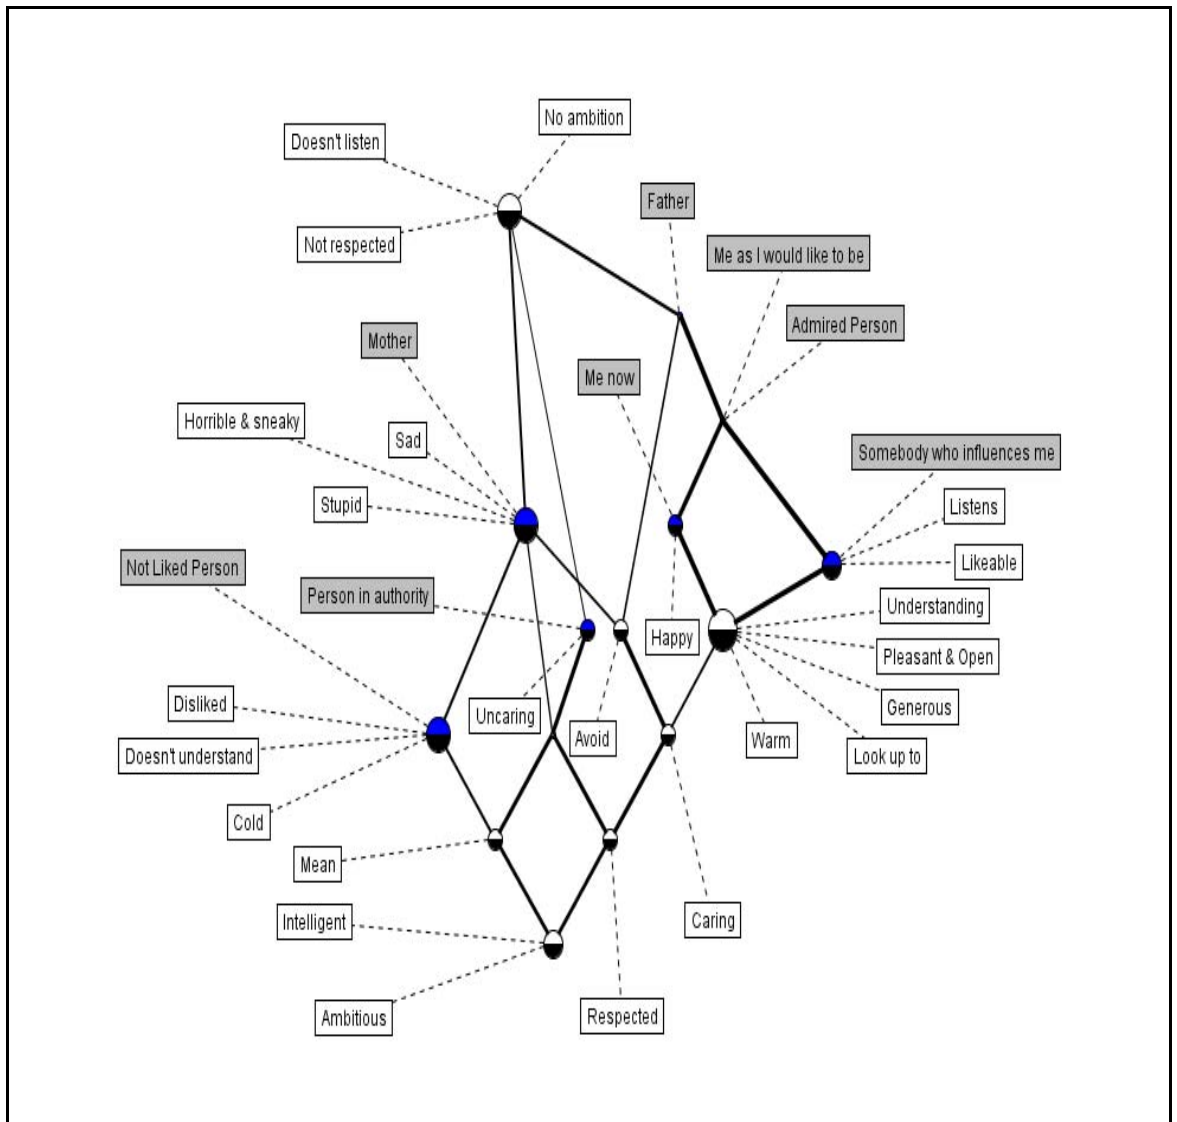 No ambition
Doesn't listen
Father
Not respected
Me as I would like to be
Admired Person
Mother
Me now
Horrible & sneaky
Sad
Somebody who influences me
Stupid
Listens
Likeable
Not Liked Person
Person in authority
Understanding
Happy
Pleasant & Open
Disliked
Generous
Uncaring
Avoid
Warm
Doesn't understand
Look up to
Cold
Mean
Intelligent
Caring
Ambitious
Respected